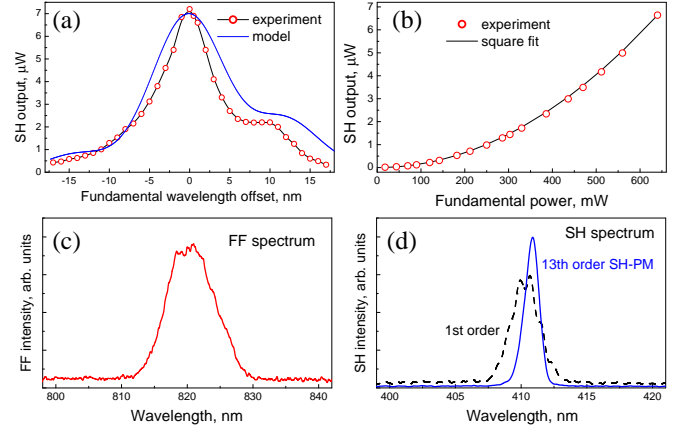 (a)
experiment
model
SH output, µW
7
6
5
4
3
2
1
0
-15 -10 -5 0 5 10 15
Fundamental wavelength offset, nm
(b)
experiment
square fit
SH output, µW
7
6
5
4
3
2
1
0
0 100 200 300 400 500 600
Fundamental power, mW
(c)
FF spectrum
FF intensity, arb. units
800 810 820 830 840
Wavelength, nm
(d)
SH spectrum
13th order SH-PM
1st order
SH intensity, arb. units
400 410 420
Wavelength, nm